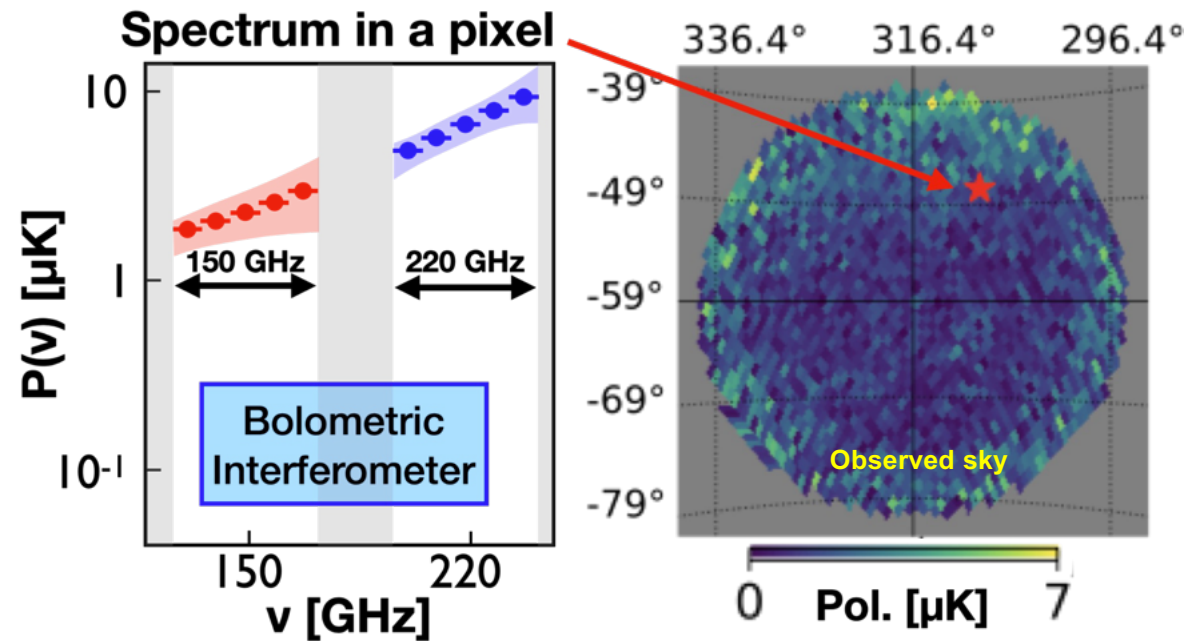 Spectrum in a pixel
10
1
10-1
P(ν) [µK]
150 GHz
220 GHz
Bolometric
Interferometer
150
220
ν [GHz]
336.4°
316.4°
296.4°
-39°
-49°
-59°
-69°
-79°
Observed sky
0
Pol. [µK]
7